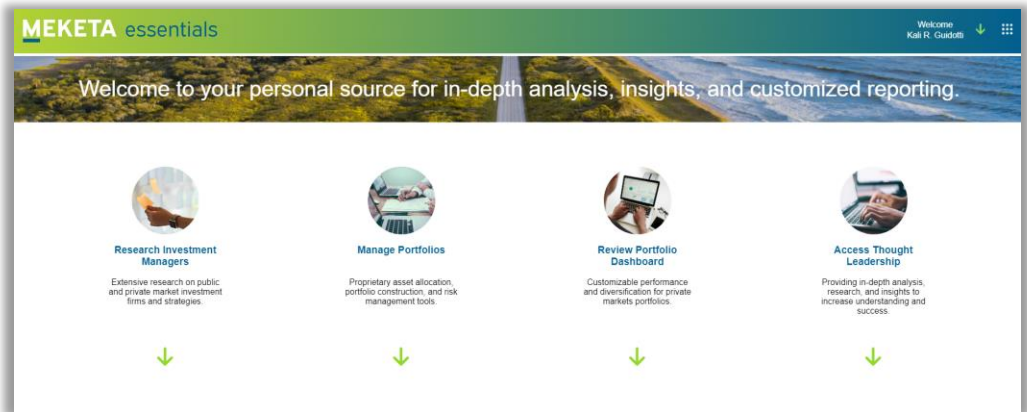 MEKETA essentials
Welcome
Kali R. Guidotti
Welcome to your personal source for in-depth analysis, insights, and customized reporting.
Research Investment
Managers
Extensive research on public
and private market investment
firms and strategies.
Manage Portfolios
Proprietary asset allocation,
portfolio construction, and risk
management tools.
Review Portfolio
Dashboard
Customizable performance
and diversification for private
markets portfolios.
Access Thought
Leadership
Providing in-depth analysis,
research, and insights to
increase understanding and
success.